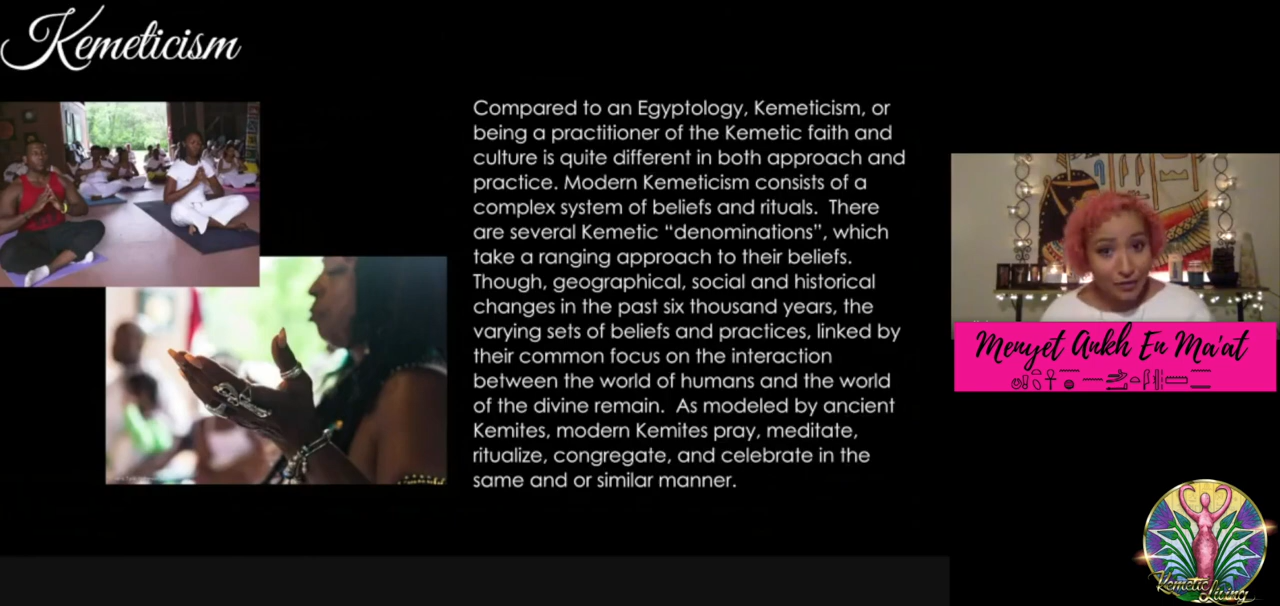 Kemeticism
Compared to an Egyptology, Kemeticism, or
being a practitioner of the Kemetic faith and
culture is quite different in both approach and
practice. Modern Kemeticism consists of a
complex system of beliefs and rituals.  There
are several Kemetic “denominations”, which
take a ranging approach to their beliefs.
Though, geographical, social and historical
changes in the past six thousand years, the
varying sets of beliefs and practices, linked by
their common focus on the interaction
between the world of humans and the world
of the divine remain.  As modeled by ancient
Kemites, modern Kemites pray, meditate,
ritualize, congregate, and celebrate in the
same and or similar manner.
Menyet Ankh En Ma'at
Kemetic Living